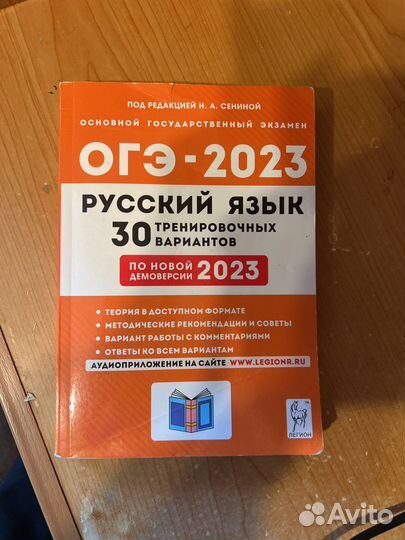 ПОД РЕДАКЦИЕЙ Н. А. СЕНИНОЙ
ОСНОВНОЙ ГОСУДАРСТВЕННЫЙ ЭКЗАМЕН
ОГЭ-2023
РУССКИЙ ЯЗЫК
30 ТРЕНИРОВОЧНЫХ
ВАРИАНТОВ
ПО НОВОЙ
ДЕМОВЕРСИИ 2023
• ТЕОРИЯ В ДОСТУПНОМ ФОРМАТЕ
• МЕТОДИЧЕСКИЕ РЕКОМЕНДАЦИИ И СОВЕТЫ
• ВАРИАНТ РАБОТЫ С КОММЕНТАРИЯМИ
• ОТВЕТЫ КО ВСЕМ ВАРИАНТАМ
АУДИОПРИЛОЖЕНИЕ НА САЙТЕ WWW.LEGIONR.RU
ЛЕГИОН
Avito